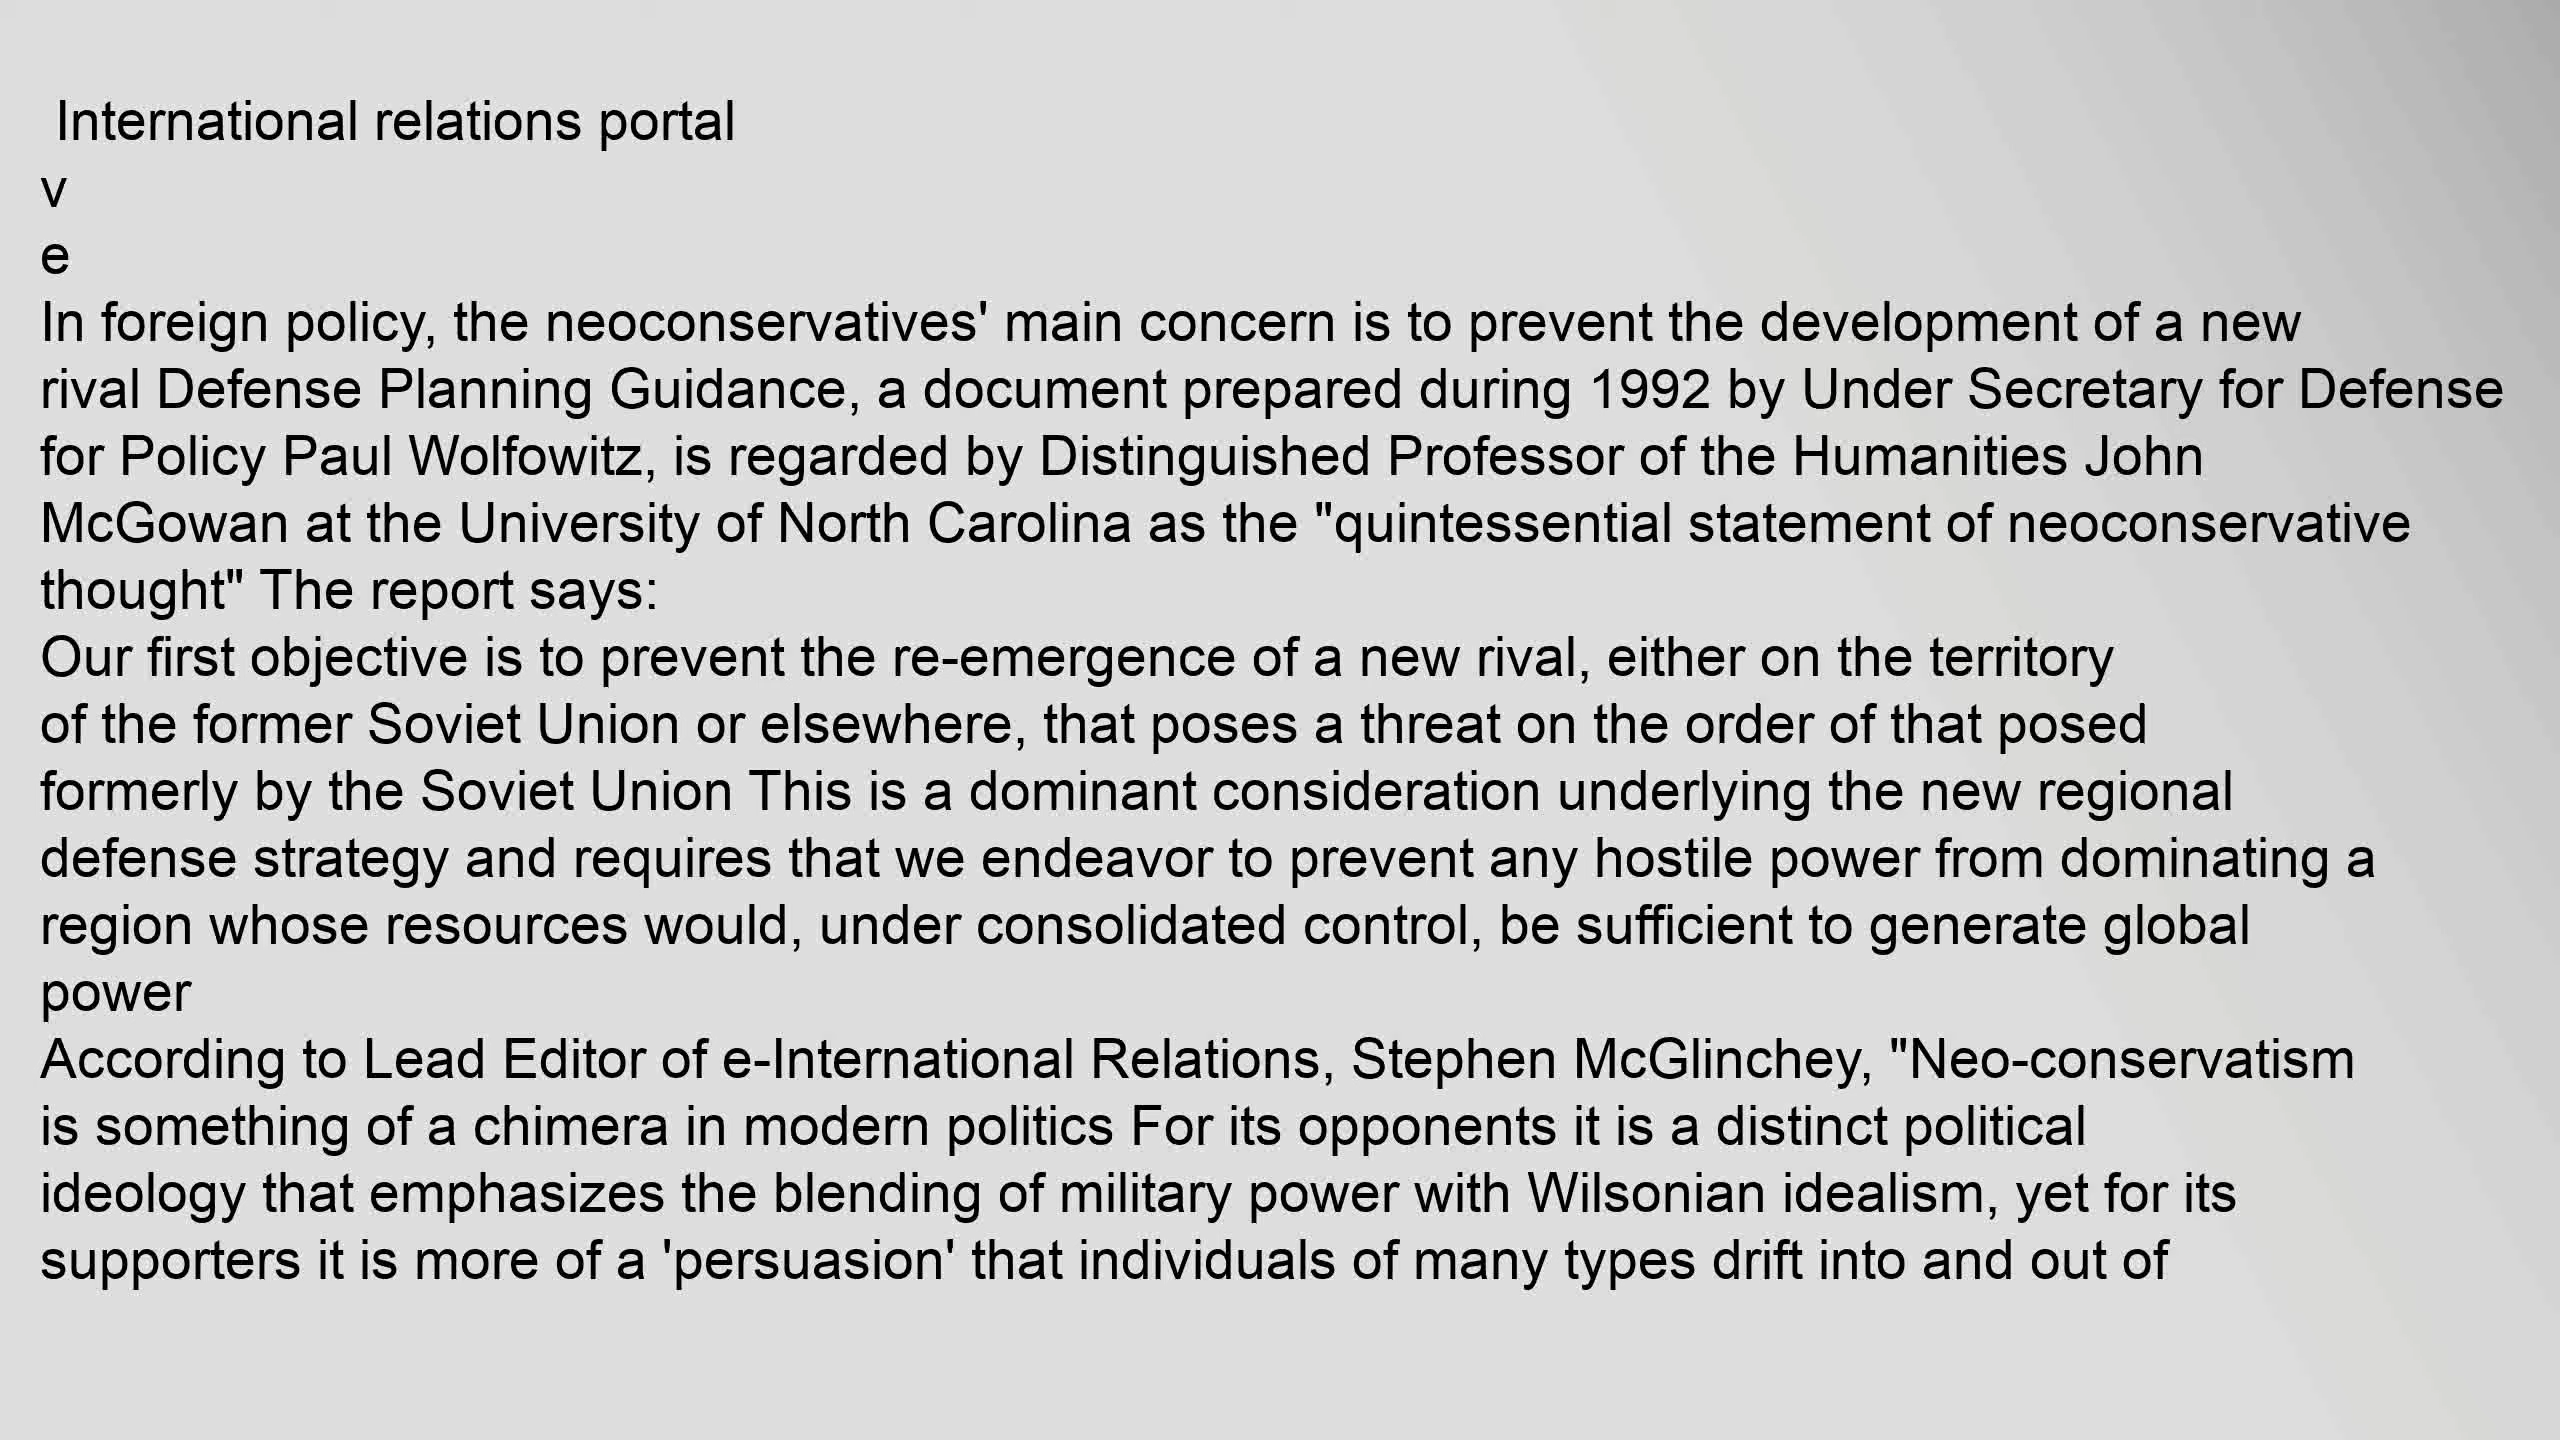 International relations portal
v
e
In foreign policy, the neoconservatives' main concern is to prevent the development of a new
rival Defense Planning Guidance, a document prepared during 1992 by Under Secretary for Defense
for Policy Paul Wolfowitz, is regarded by Distinguished Professor of the Humanities John
McGowan at the University of North Carolina as the "quintessential statement of neoconservative
thought" The report says:
Our first objective is to prevent the re-emergence of a new rival, either on the territory
of the former Soviet Union or elsewhere, that poses a threat on the order of that posed
formerly by the Soviet Union This is a dominant consideration underlying the new regional
defense strategy and requires that we endeavor to prevent any hostile power from dominating a
region whose resources would, under consolidated control, be sufficient to generate global
power
According to Lead Editor of e-International Relations, Stephen McGlinchey, "Neo-conservatism
is something of a chimera in modern politics For its opponents it is a distinct political
ideology that emphasizes the blending of military power with Wilsonian idealism, yet for its
supporters it is more of a 'persuasion' that individuals of many types drift into and out of